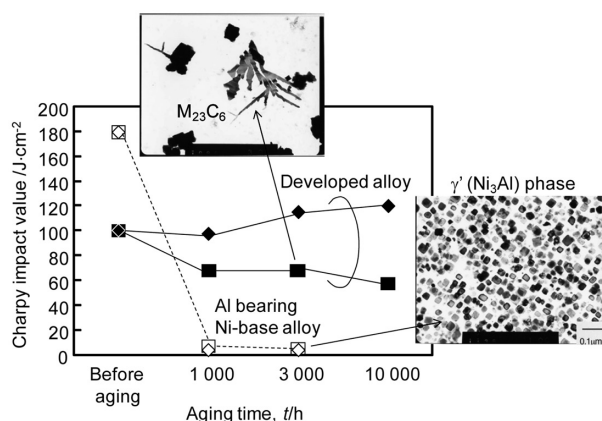 M₂₃C₆
200
180
160
140
120
100
80
60
40
20
0
Charpy impact value /J·cm⁻²
Developed alloy
γ’ (Ni₃Al) phase
0.1μm
Al bearing
Ni-base alloy
Before
aging
1 000
3 000
10 000
Aging time, t/h